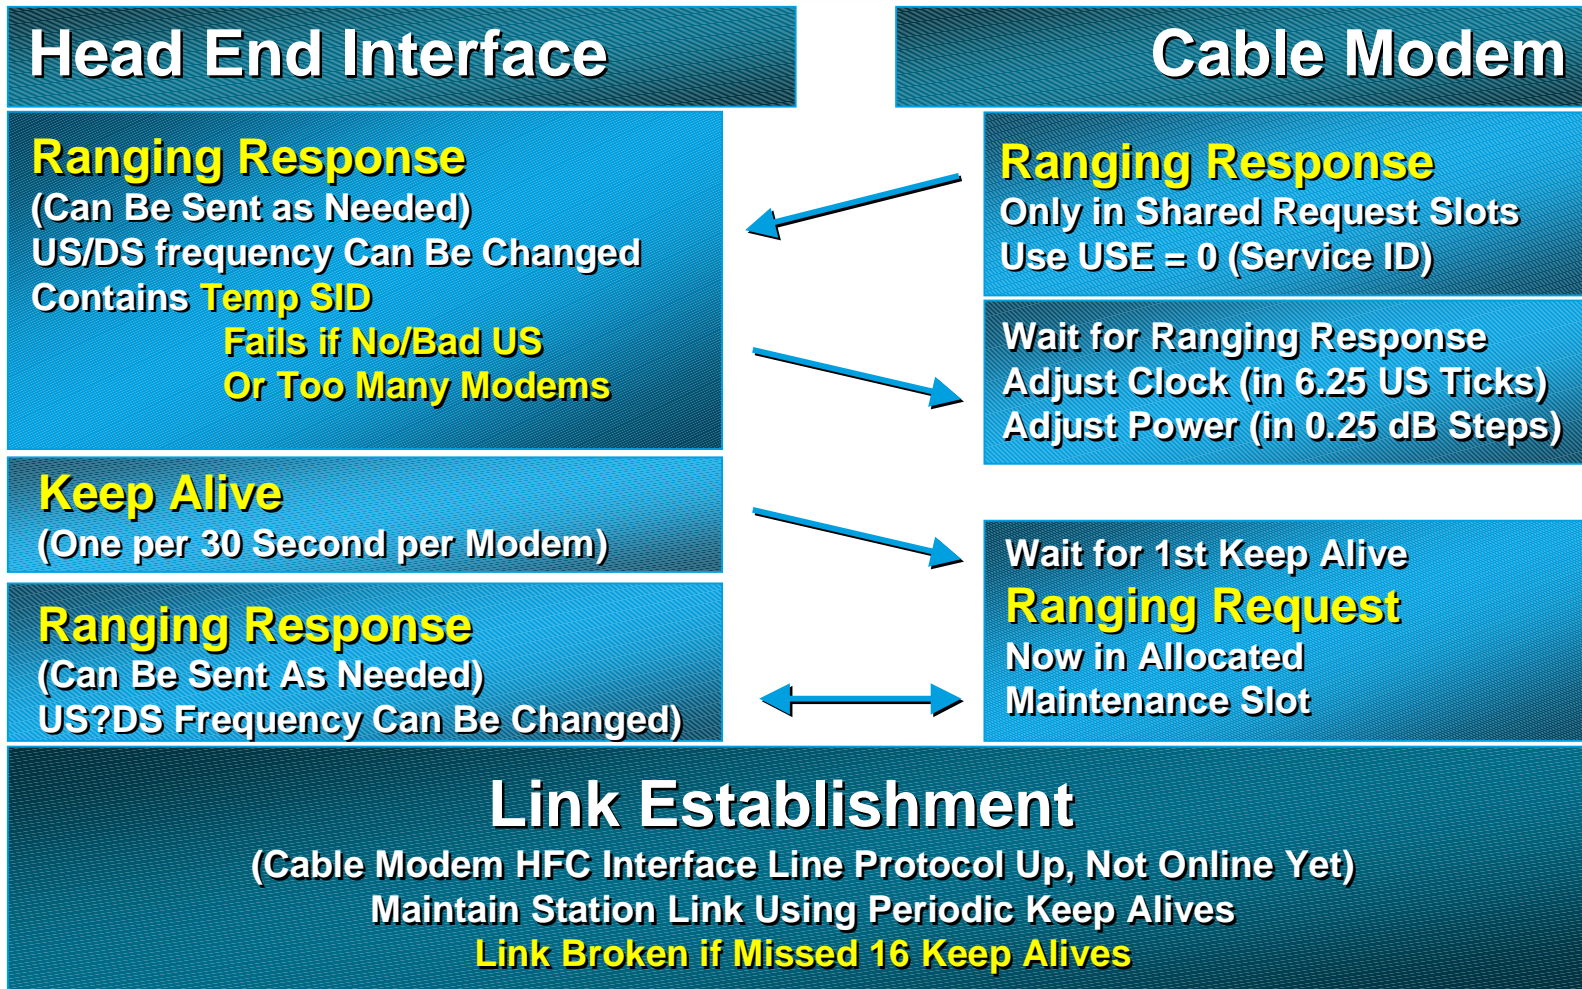 Head End Interface
Cable Modem
Ranging Response
(Can Be Sent as Needed)
US/DS frequency Can Be Changed
Contains Temp SID
Fails if No/Bad US
Or Too Many Modems
Ranging Response
Only in Shared Request Slots
Use USE = 0 (Service ID)
Wait for Ranging Response
Adjust Clock (in 6.25 US Ticks)
Adjust Power (in 0.25 dB Steps)
Keep Alive
(One per 30 Second per Modem)
Wait for 1st Keep Alive
Ranging Request
Now in Allocated
Maintenance Slot
Ranging Response
(Can Be Sent As Needed)
US?DS Frequency Can Be Changed)
Link Establishment
(Cable Modem HFC Interface Line Protocol Up, Not Online Yet)
Maintain Station Link Using Periodic Keep Alives
Link Broken if Missed 16 Keep Alives